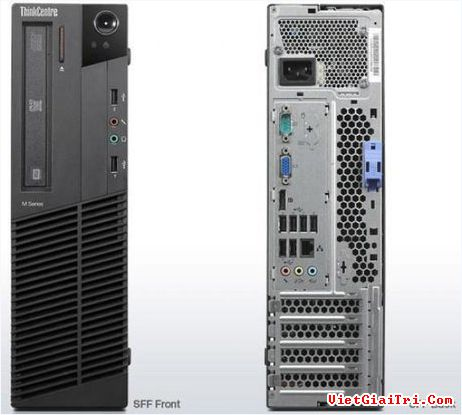 ThinkCentre
M Series
SFF Front
VietGiaiTri.Com